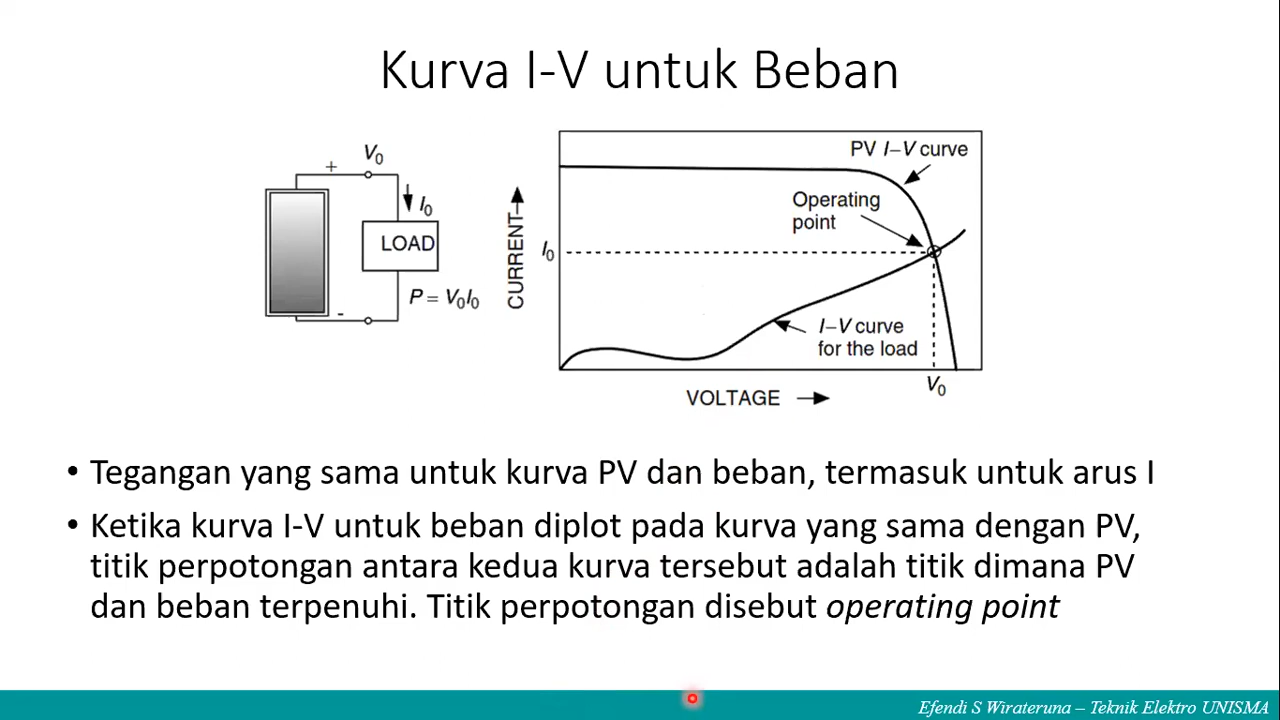 Kurva I-V untuk Beban
+
V0
I0
LOAD
P = V0I0
-
PV I–V curve
Operating
point
I0
CURRENT
I–V curve
for the load
V0
VOLTAGE
• Tegangan yang sama untuk kurva PV dan beban, termasuk untuk arus I
• Ketika kurva I-V untuk beban diplot pada kurva yang sama dengan PV,
titik perpotongan antara kedua kurva tersebut adalah titik dimana PV
dan beban terpenuhi. Titik perpotongan disebut operating point
Efendi S Wirateruna – Teknik Elektro UNISMA